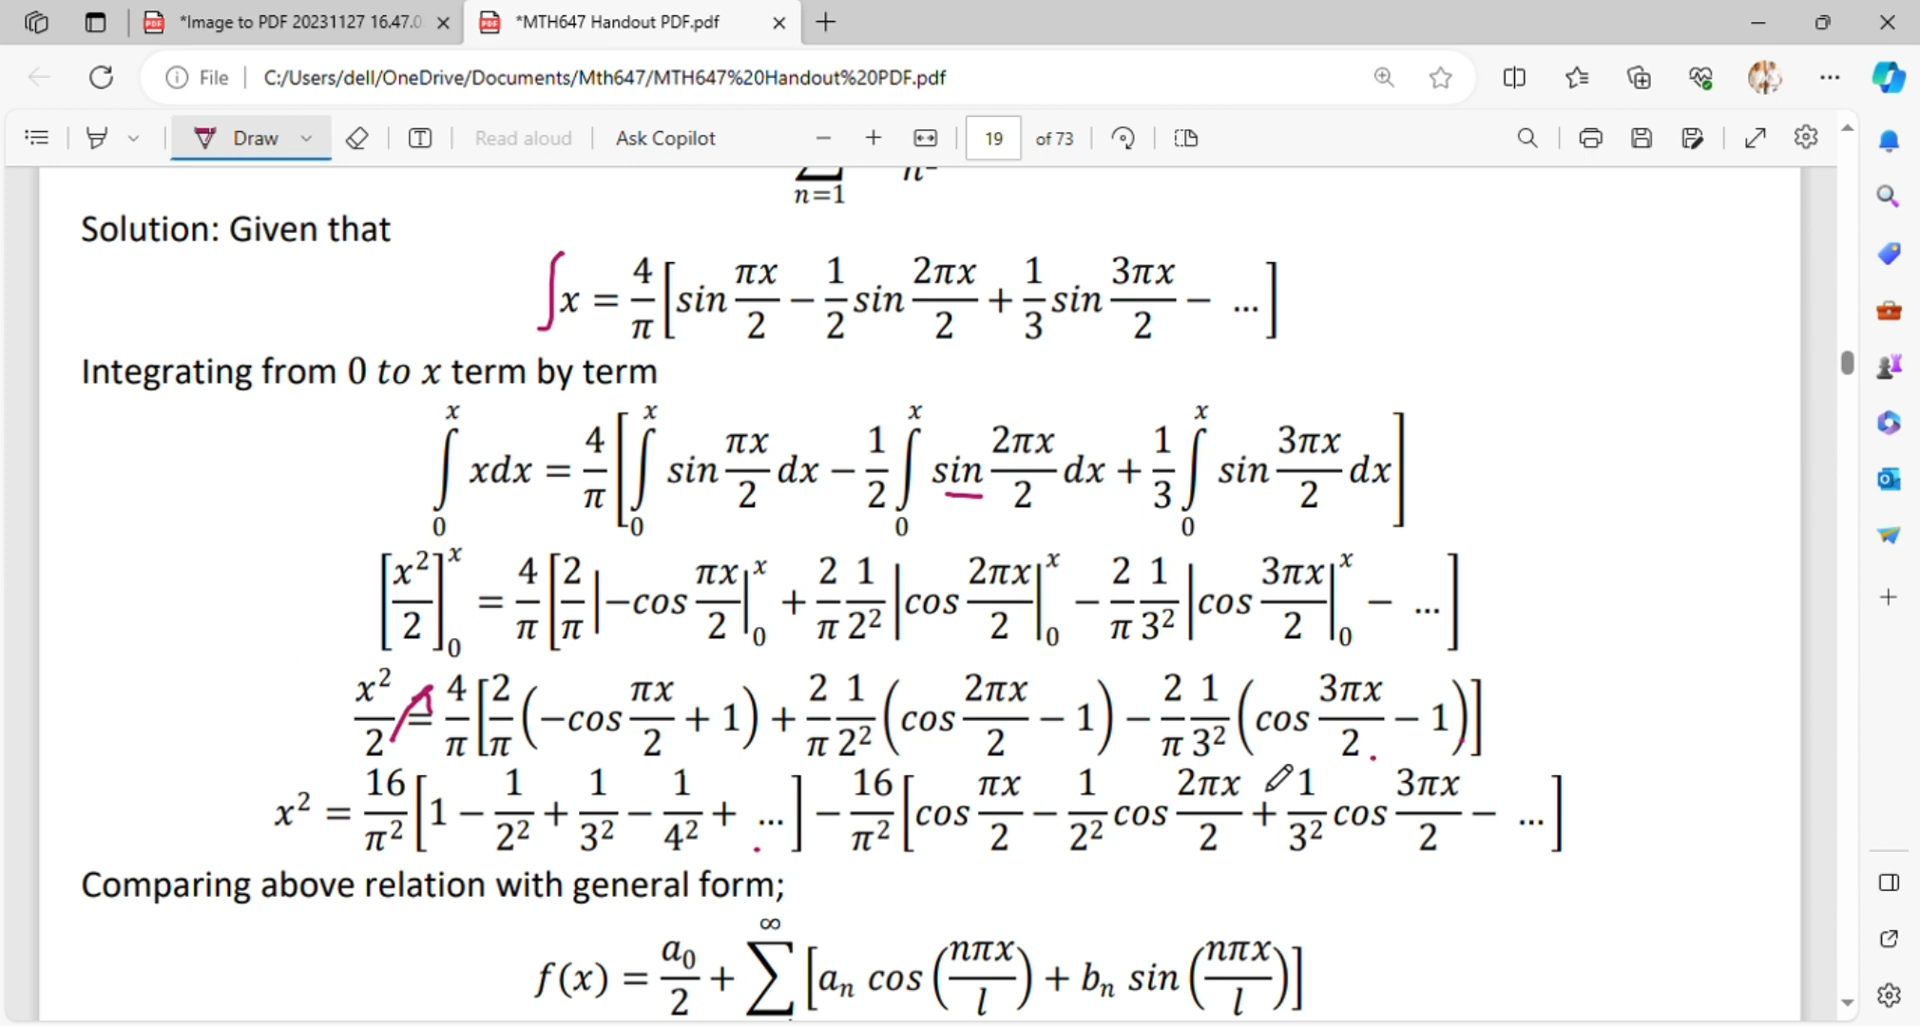 *Image to PDF 20231127 16.47.0
*MTH647 Handout PDF.pdf
File
C:/Users/dell/OneDrive/Documents/Mth647/MTH647%20Handout%20PDF.pdf
Draw
Read aloud
Ask Copilot
19 of 73
n=1
Solution: Given that
∫x = 4/π [sin πx/2 − 1/2 sin 2πx/2 + 1/3 sin 3πx/2 − ...]
Integrating from 0 to x term by term
∫₀ˣ xdx = 4/π [∫₀ˣ sin πx/2 dx − 1/2 ∫₀ˣ sin 2πx/2 dx + 1/3 ∫₀ˣ sin 3πx/2 dx]
[x²/2]₀ˣ = 4/π [2/π |−cos πx/2|₀ˣ + 2/π 1/2² |cos 2πx/2|₀ˣ − 2/π 1/3² |cos 3πx/2|₀ˣ − ...]
x²/2 = 4/π [2/π (−cos πx/2 + 1) + 2/π 1/2² (cos 2πx/2 − 1) − 2/π 1/3² (cos 3πx/2 − 1)]
x² = 16/π² [1 − 1/2² + 1/3² − 1/4² + ...] − 16/π² [cos πx/2 − 1/2² cos 2πx/2 + 1/3² cos 3πx/2 − ...]
Comparing above relation with general form;
f(x) = a₀/2 + ∑^∞ [aₙ cos (nπx/l) + bₙ sin (nπx/l)]